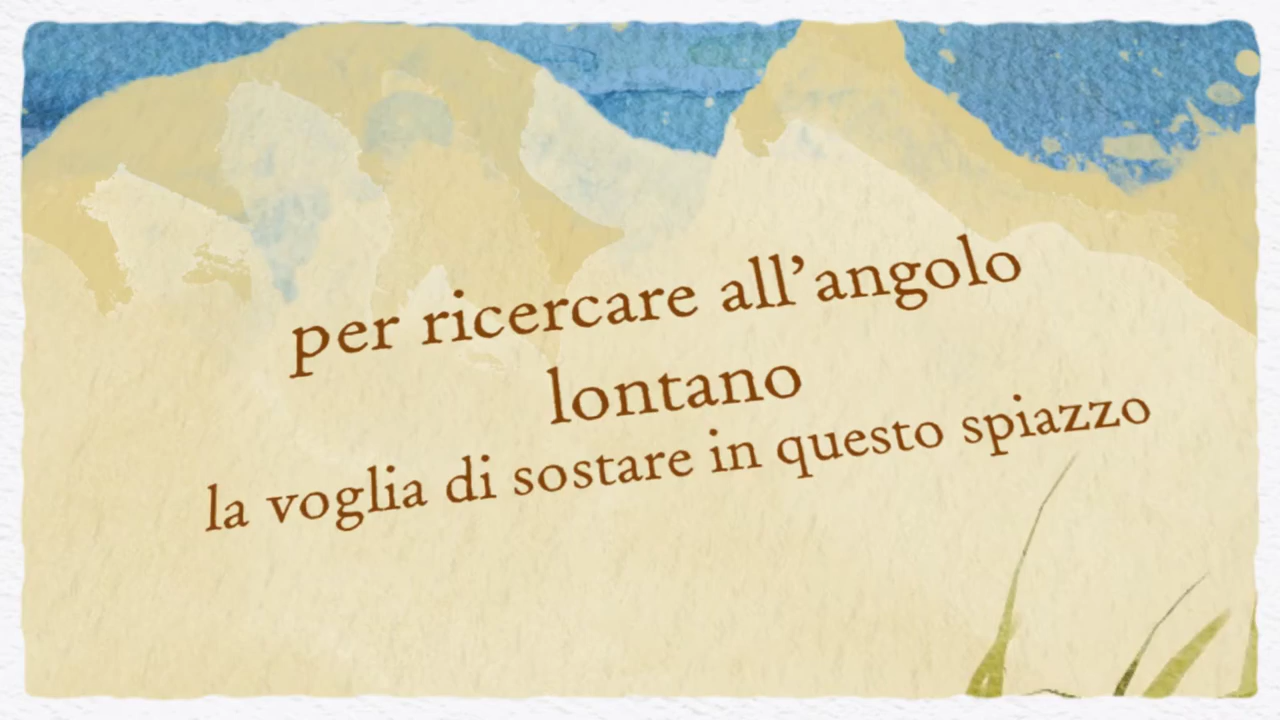 per ricercare all’angolo
lontano
la voglia di sostare in questo spiazzo